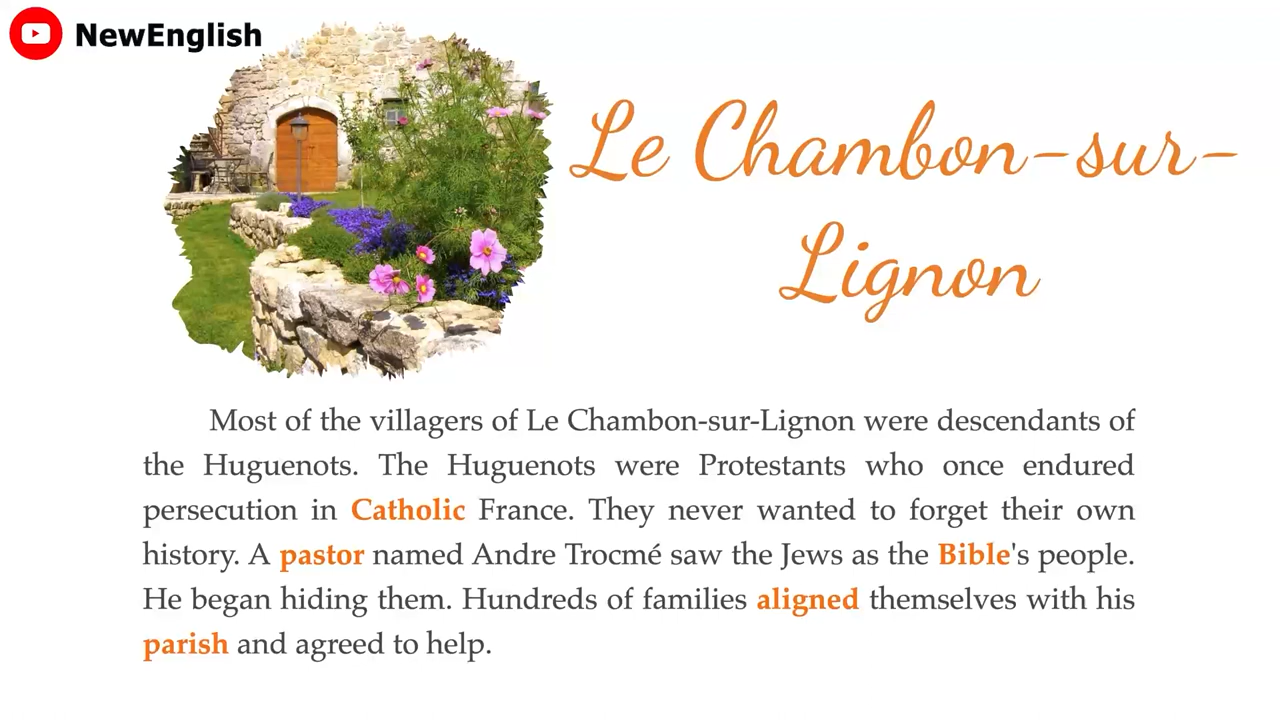 NewEnglish
Le Chambon-sur-
Lignon
Most of the villagers of Le Chambon-sur-Lignon were descendants of
the Huguenots. The Huguenots were Protestants who once endured
persecution in Catholic France. They never wanted to forget their own
history. A pastor named Andre Trocmé saw the Jews as the Bible's people.
He began hiding them. Hundreds of families aligned themselves with his
parish and agreed to help.